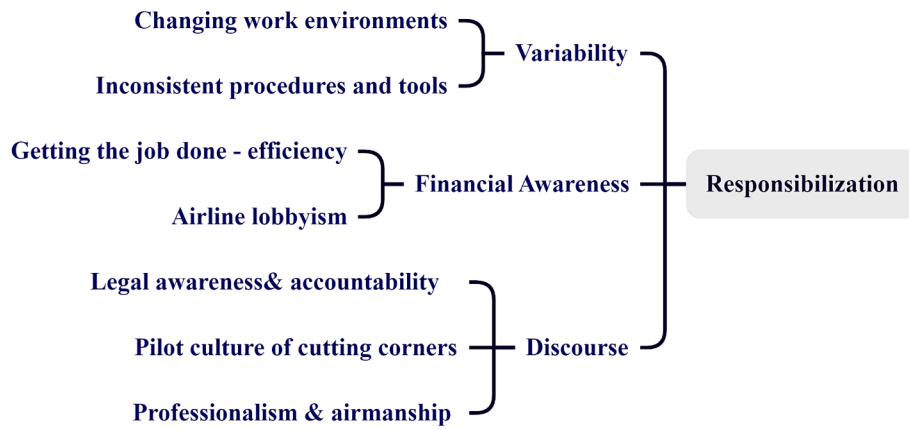 Changing work environments
Variability
Inconsistent procedures and tools
Getting the job done - efficiency
Financial Awareness
Responsibilization
Airline lobbyism
Legal awareness& accountability
Pilot culture of cutting corners
Discourse
Professionalism & airmanship